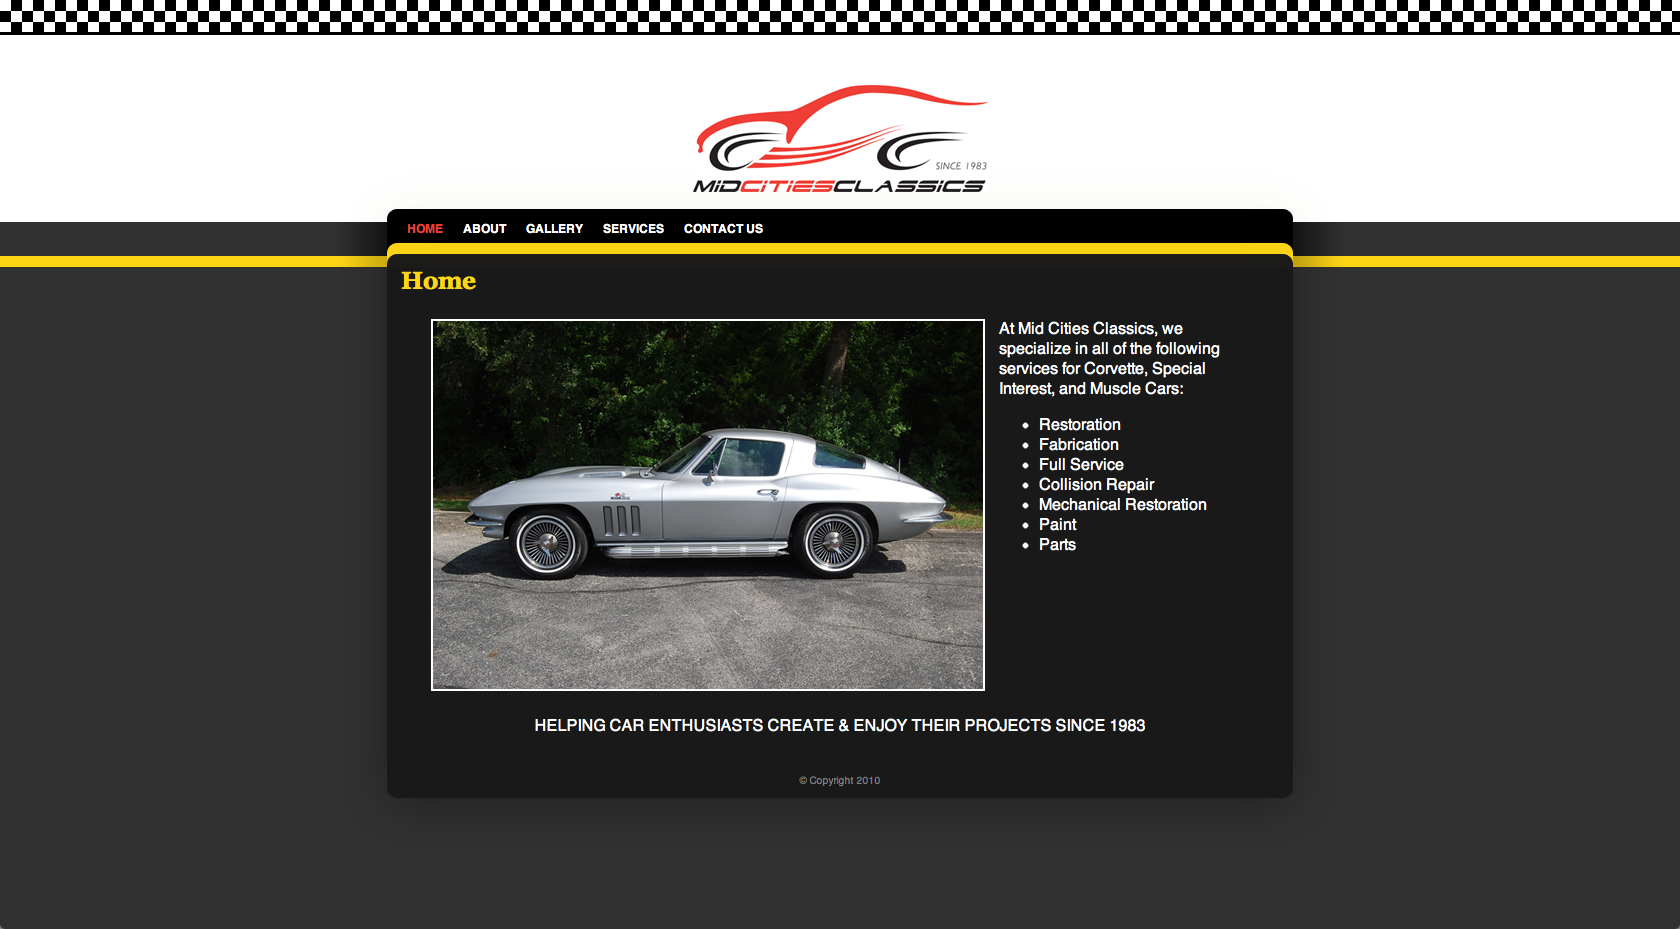 SINCE 1983
MIDCITIESCLASSICS
HOME ABOUT GALLERY SERVICES CONTACT US
Home
At Mid Cities Classics, we
specialize in all of the following
services for Corvette, Special
Interest, and Muscle Cars:
• Restoration
• Fabrication
• Full Service
• Collision Repair
• Mechanical Restoration
• Paint
• Parts
HELPING CAR ENTHUSIASTS CREATE & ENJOY THEIR PROJECTS SINCE 1983
© Copyright 2010